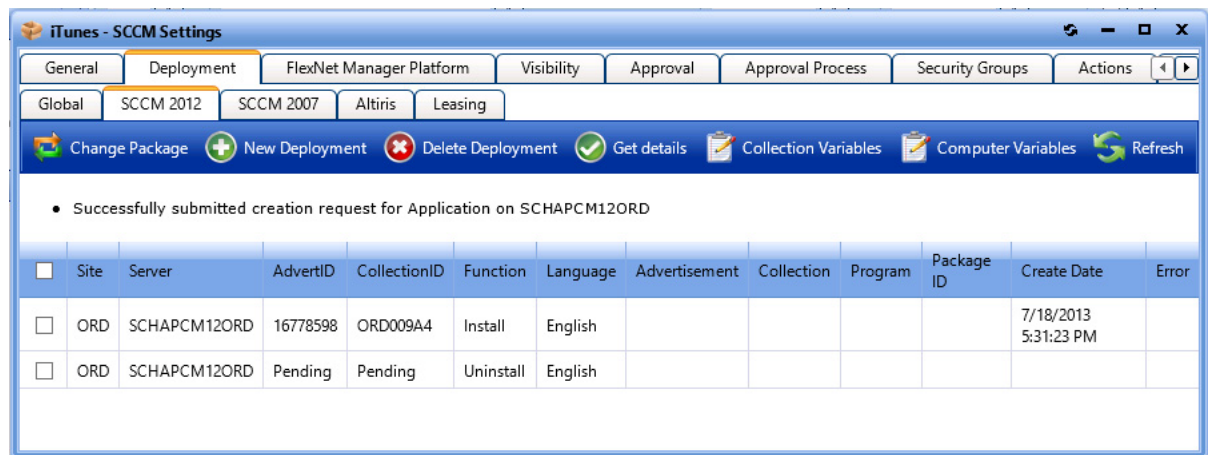 iTunes - SCCM Settings
General Deployment FlexNet Manager Platform Visibility Approval Approval Process Security Groups Actions
Global SCCM 2012 SCCM 2007 Altiris Leasing
Change Package New Deployment Delete Deployment Get details Collection Variables Computer Variables Refresh
• Successfully submitted creation request for Application on SCHAPCM12ORD
Site Server AdvertID CollectionID Function Language Advertisement Collection Program Package ID Create Date Error
ORD SCHAPCM12ORD 16778598 ORD009A4 Install English 7/18/2013 5:31:23 PM
ORD SCHAPCM12ORD Pending Pending Uninstall English